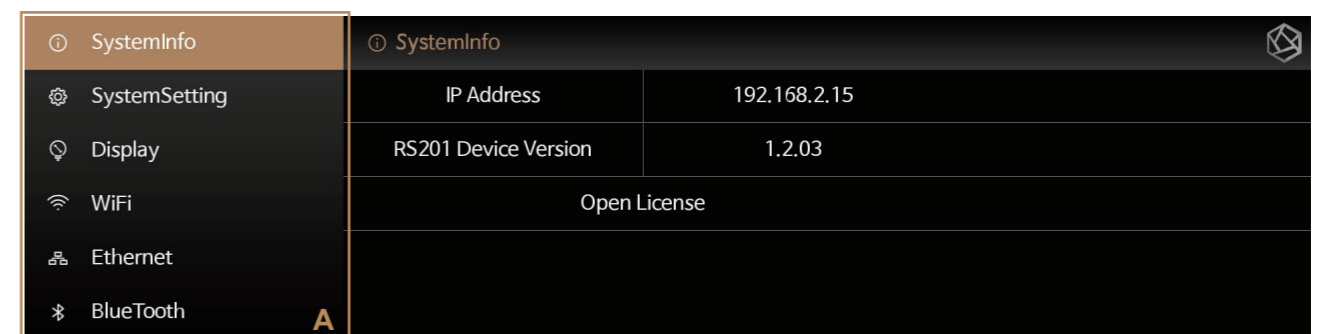 SystemInfo
SystemSetting
Display
WiFi
Ethernet
BlueTooth
A
SystemInfo
IP Address 192.168.2.15
RS201 Device Version 1.2.03
Open License